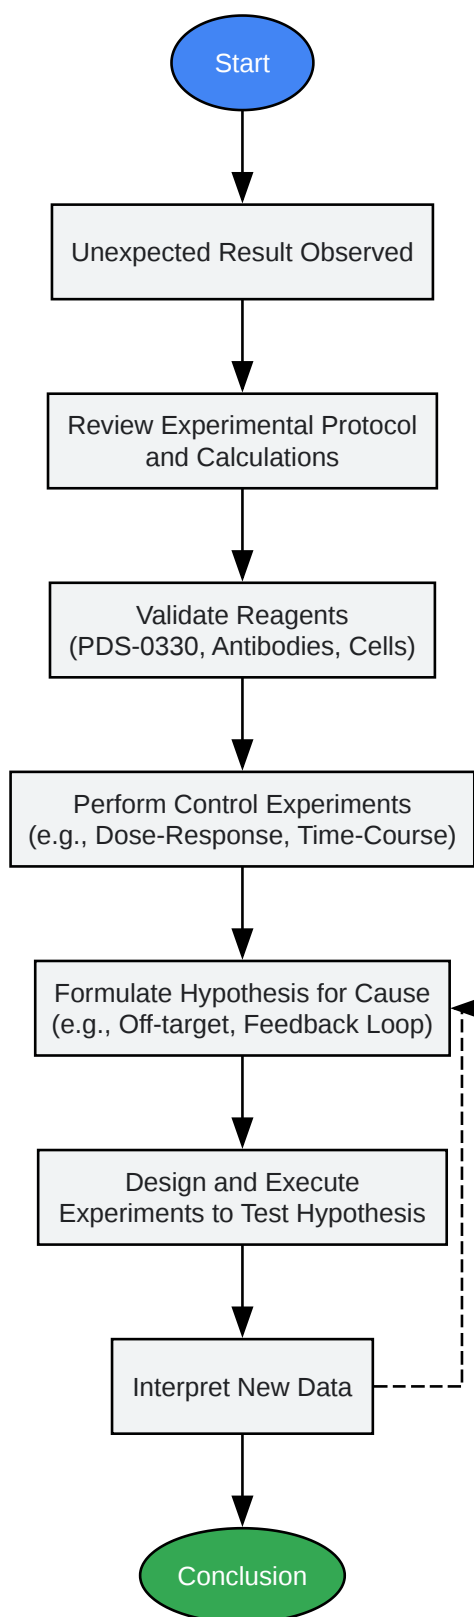 Start
Unexpected Result Observed
Review Experimental Protocol
and Calculations
Validate Reagents
(PDS-0330, Antibodies, Cells)
Perform Control Experiments
(e.g., Dose-Response, Time-Course)
Formulate Hypothesis for Cause
(e.g., Off-target, Feedback Loop)
Design and Execute
Experiments to Test Hypothesis
Interpret New Data
Conclusion